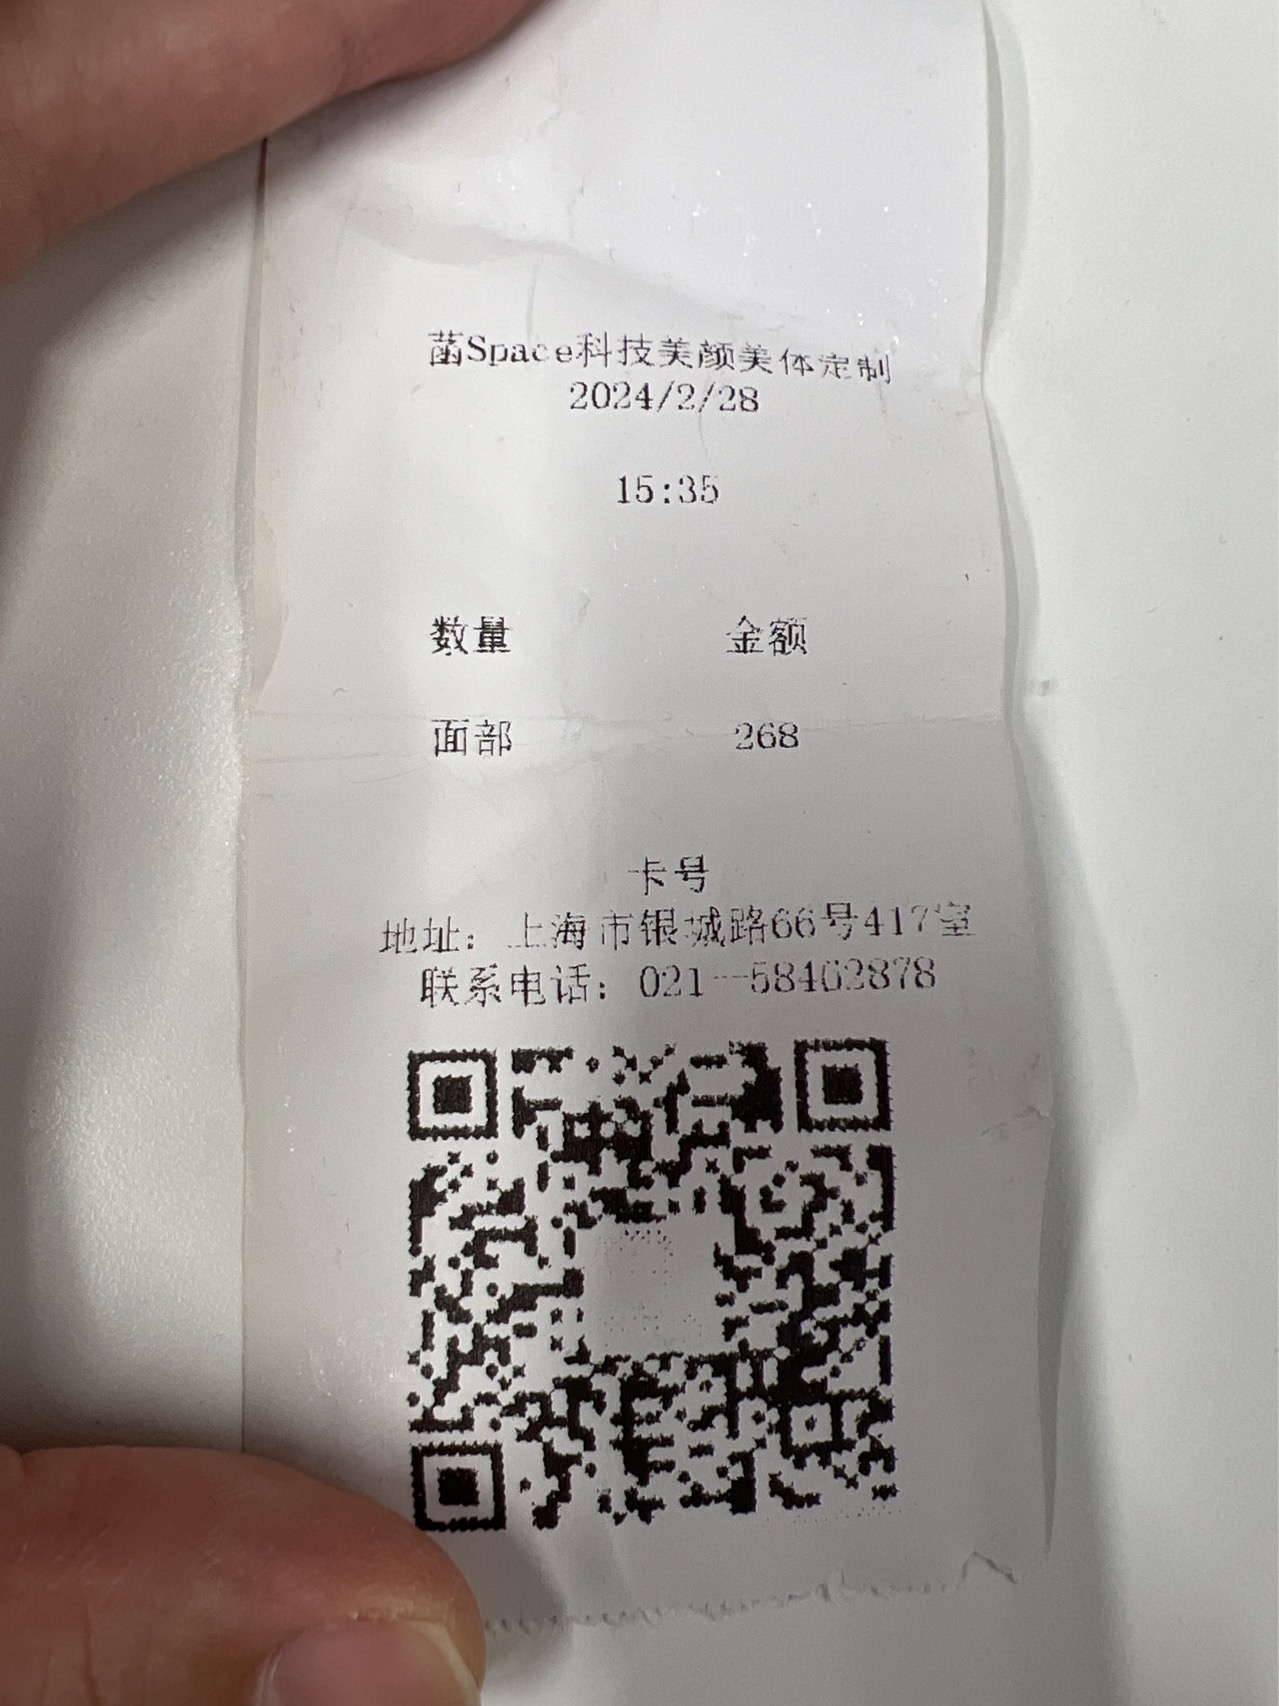 菡Space科技美颜美体定制
2024/2/28
15:35
数量 金额
面部 268
卡号
地址：上海市银城路66号417室
联系电话：021--58462878